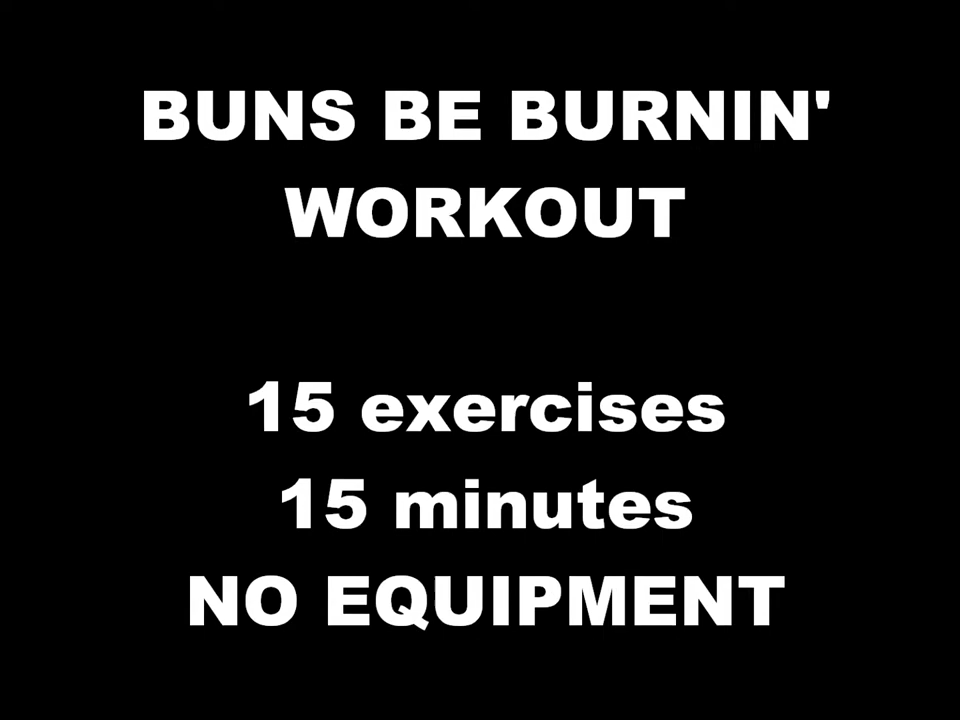 BUNS BE BURNIN'
WORKOUT
15 exercises
15 minutes
NO EQUIPMENT